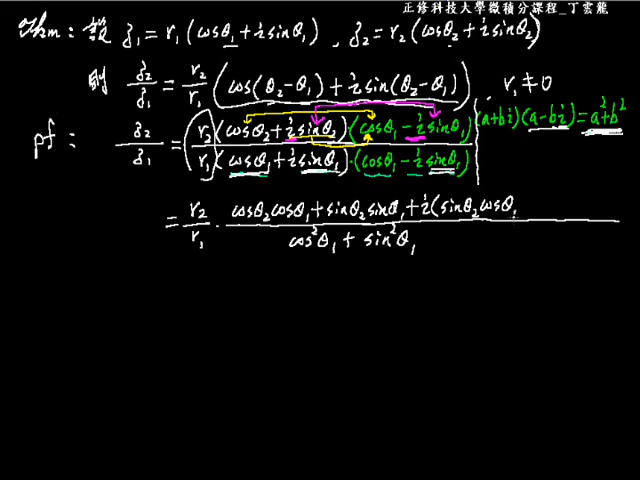 正修科技大學微積分課程_丁雲龍
Thm: 設 z₁ = r₁(cosθ₁ + i sinθ₁), z₂ = r₂(cosθ₂ + i sinθ₂)
則 z₂/z₁ = r₂/r₁ (cos(θ₂-θ₁) + i sin(θ₂-θ₁)), r₁ ≠ 0
pf: z₂/z₁ = r₂(cosθ₂ + i sinθ₂)(cosθ₁ - i sinθ₁) / r₁(cosθ₁ + i sinθ₁)·(cosθ₁ - i sinθ₁) (a+bi)(a-bi) = a²+b²
= r₂/r₁ · cosθ₂cosθ₁ + sinθ₂sinθ₁ + i(sinθ₂cosθ₁ / cos²θ₁ + sin²θ₁